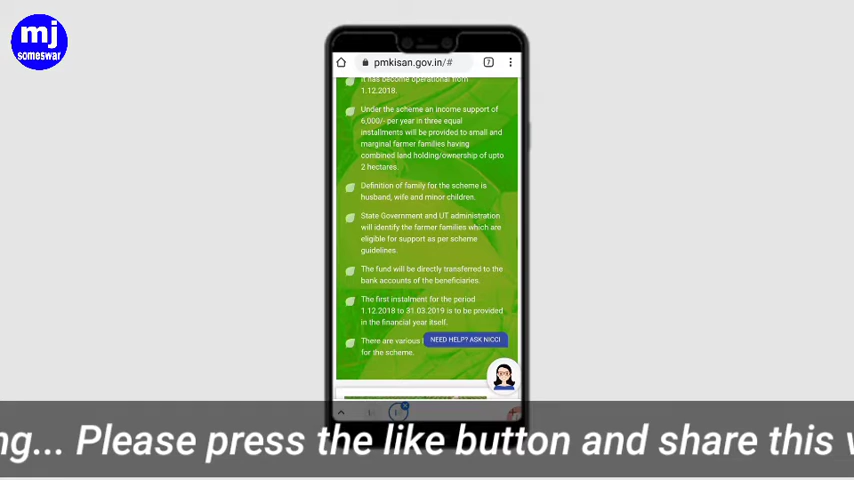 mj
someswar
pmkisan.gov.in/#
7
It has become operational from
1.12.2018.
Under the scheme an income support of
6,000/- per year in three equal
installments will be provided to small and
marginal farmer families having
combined land holding/ownership of upto
2 hectares.
Definition of family for the scheme is
husband, wife and minor children.
State Government and UT administration
will identify the farmer families which are
eligible for support as per scheme
guidelines.
The fund will be directly transferred to the
bank accounts of the beneficiaries.
The first instalment for the period
1.12.2018 to 31.03.2019 is to be provided
in the financial year itself.
There are various
NEED HELP? ASK NICCI
for the scheme.
ng... Please press the like button and share this v